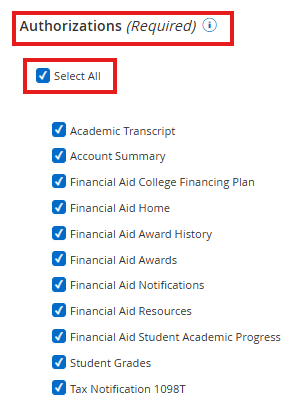 Authorizations (Required)
Select All
Academic Transcript
Account Summary
Financial Aid College Financing Plan
Financial Aid Home
Financial Aid Award History
Financial Aid Awards
Financial Aid Notifications
Financial Aid Resources
Financial Aid Student Academic Progress
Student Grades
Tax Notification 1098T